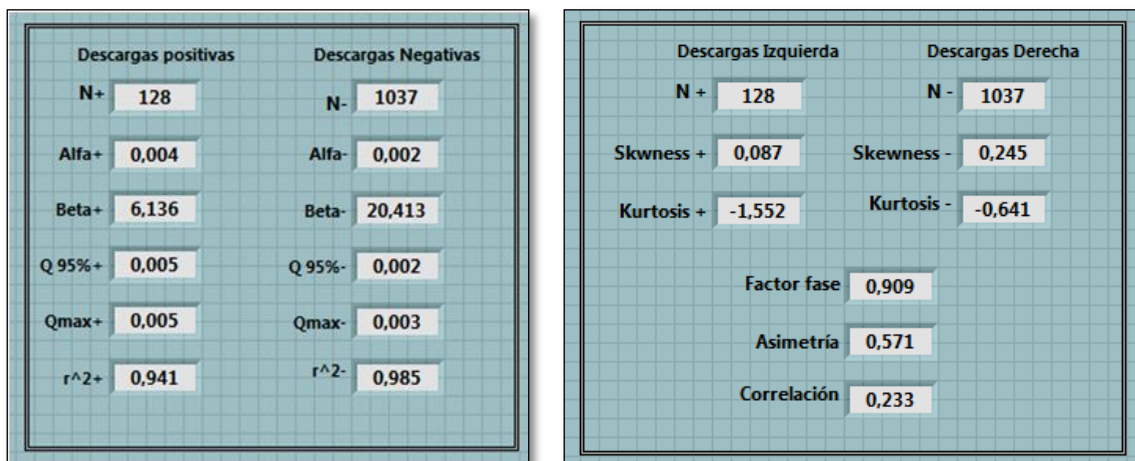 Descargas positivas Descargas Negativas
N+ 128 N- 1037
Alfa+ 0,004 Alfa- 0,002
Beta+ 6,136 Beta- 20,413
Q 95%+ 0,005 Q 95%- 0,002
Qmax+ 0,005 Qmax- 0,003
r^2+ 0,941 r^2- 0,985
Descargas Izquierda Descargas Derecha
N + 128 N - 1037
Skwness + 0,087 Skewness - 0,245
Kurtosis + -1,552 Kurtosis - -0,641
Factor fase 0,909
Asimetría 0,571
Correlación 0,233